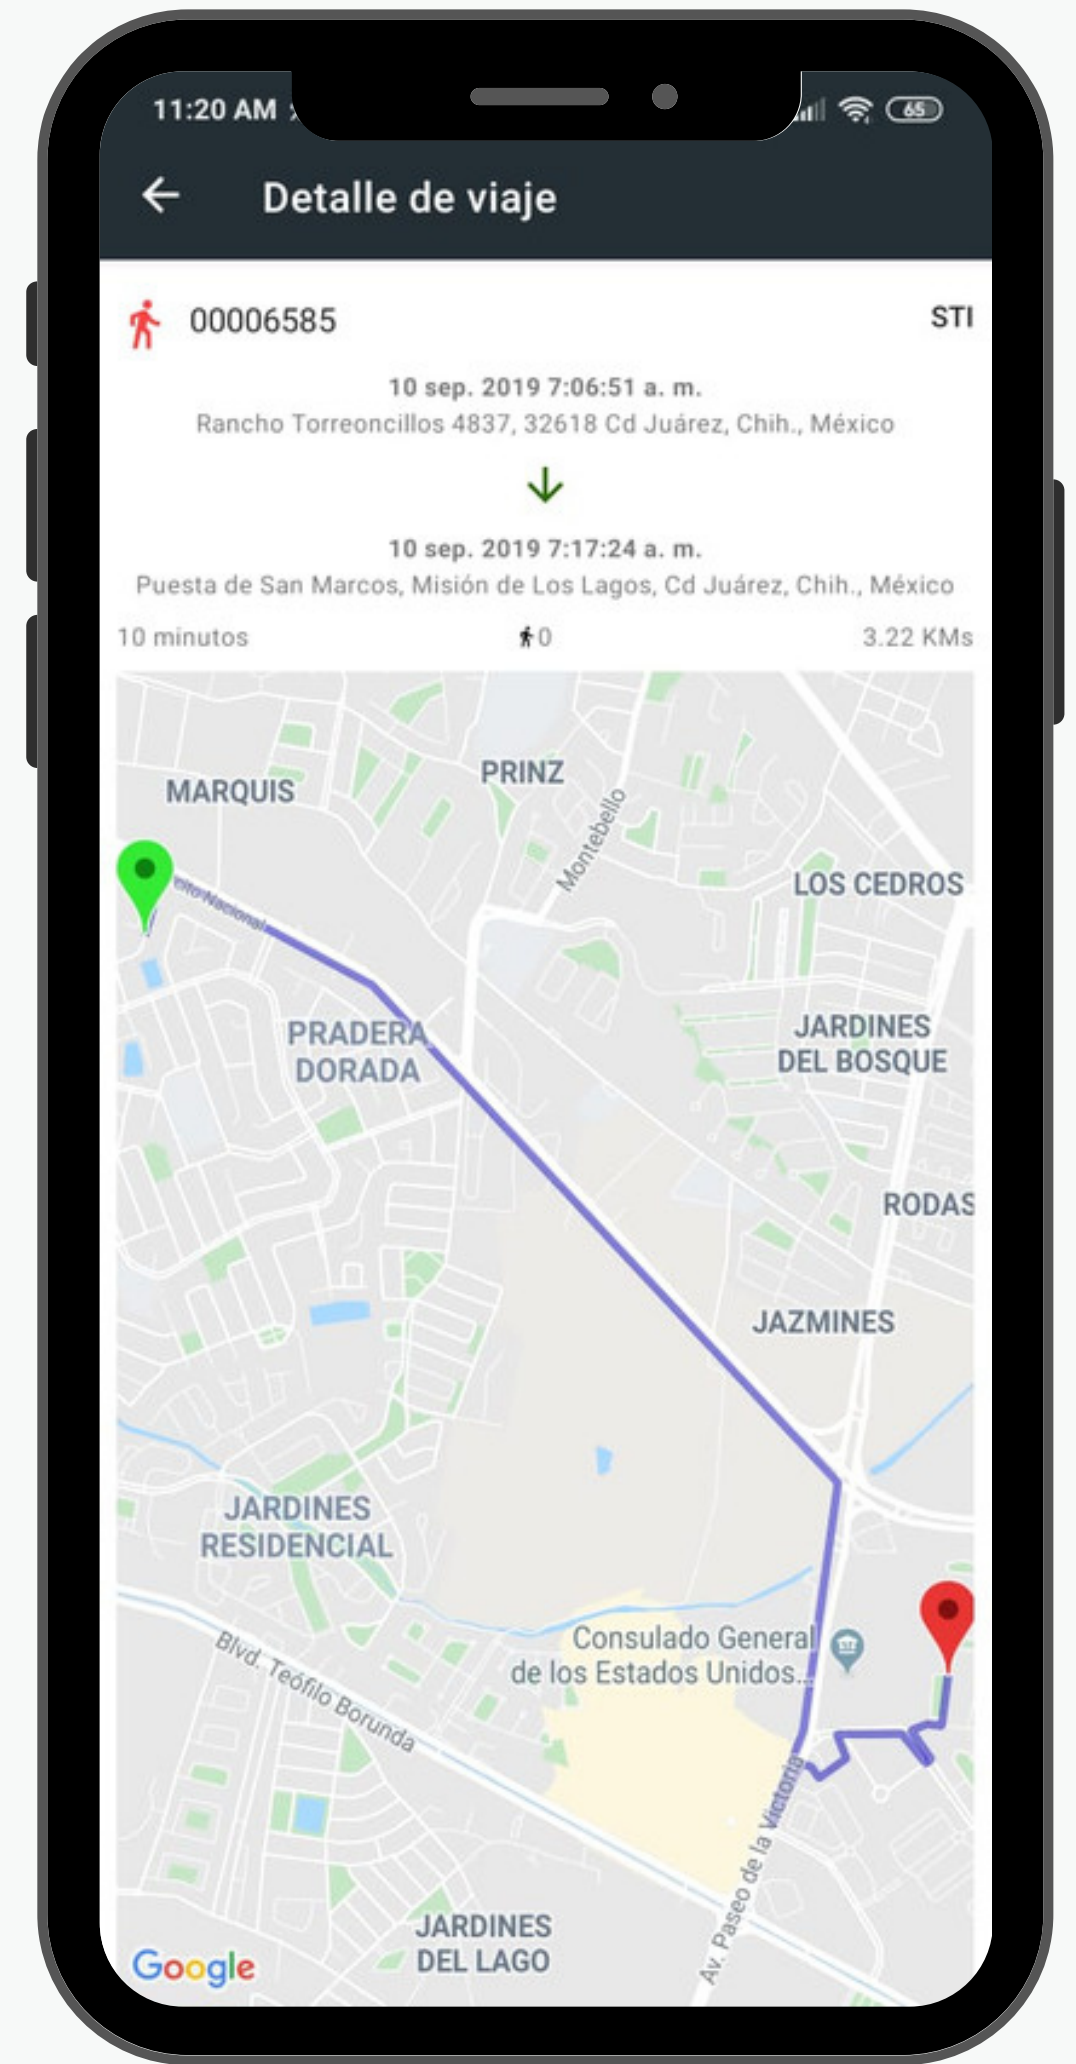 11:20 AM
65
Detalle de viaje
00006585
STI
10 sep. 2019 7:06:51 a. m.
Rancho Torreoncillos 4837, 32618 Cd Juárez, Chih., México
10 sep. 2019 7:17:24 a. m.
Puesta de San Marcos, Misión de Los Lagos, Cd Juárez, Chih., México
10 minutos
0
3.22 KMs
MARQUIS
PRINZ
Montebello
LOS CEDROS
cito Nacional
PRADERA
DORADA
JARDINES
DEL BOSQUE
RODAS
JAZMINES
JARDINES
RESIDENCIAL
Consulado General
de los Estados Unidos...
Blvd. Teófilo Borunda
Av. Paseo de la Victoria
JARDINES
DEL LAGO
Google